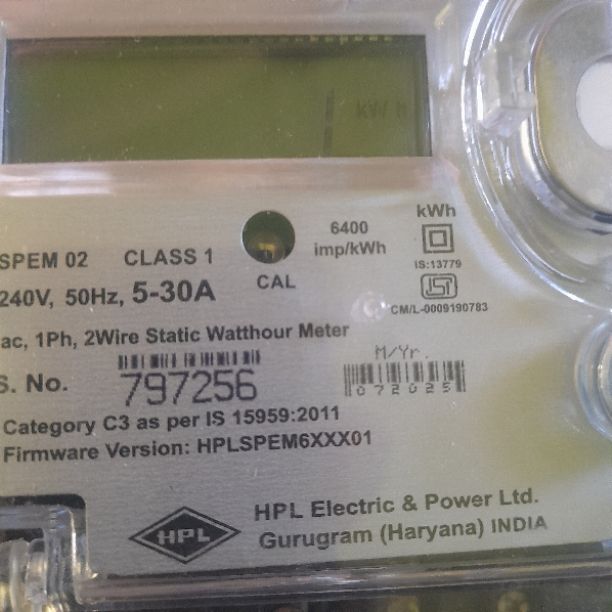 kWh
kWh
6400
imp/kWh
IS:13779
CM/L-0009190783
SPEM 02 CLASS 1
CAL
240V, 50Hz, 5-30A
ac, 1Ph, 2Wire Static Watthour Meter
M/Yr.
S. No. 797256
072025
Category C3 as per IS 15959:2011
Firmware Version: HPLSPEM6XXX01
HPL
HPL Electric & Power Ltd.
Gurugram (Haryana) INDIA